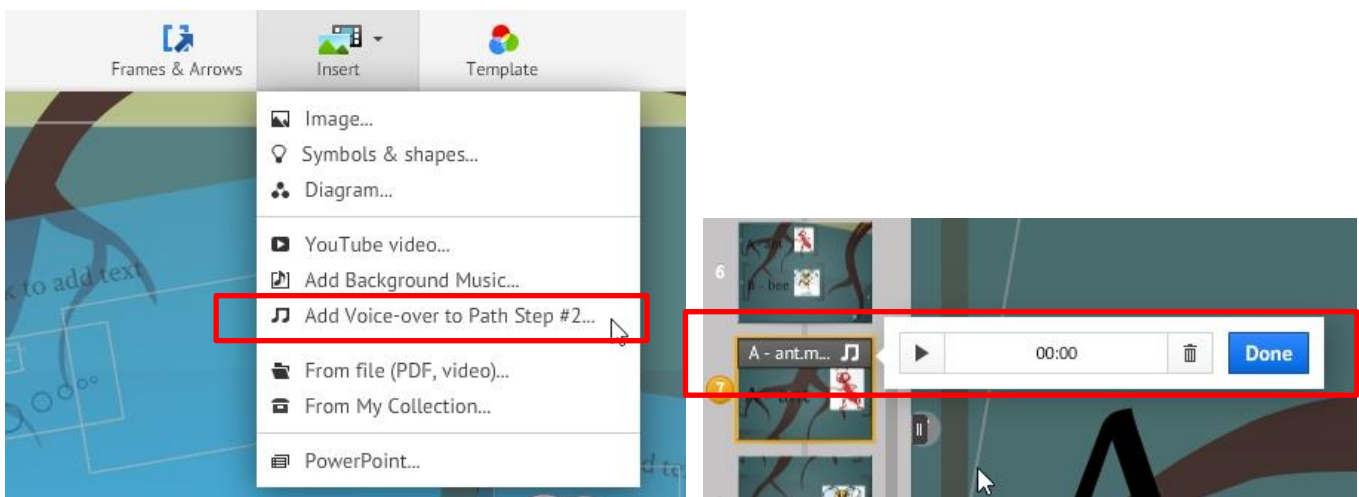 Frames & Arrows
Insert
Template
Image...
Symbols & shapes...
Diagram...
YouTube video...
Add Background Music...
Add Voice-over to Path Step #2...
From file (PDF, video)...
From My Collection...
PowerPoint...
to add text
6
A - ant
B - bee
A - ant.m...
00:00
Done
7
A